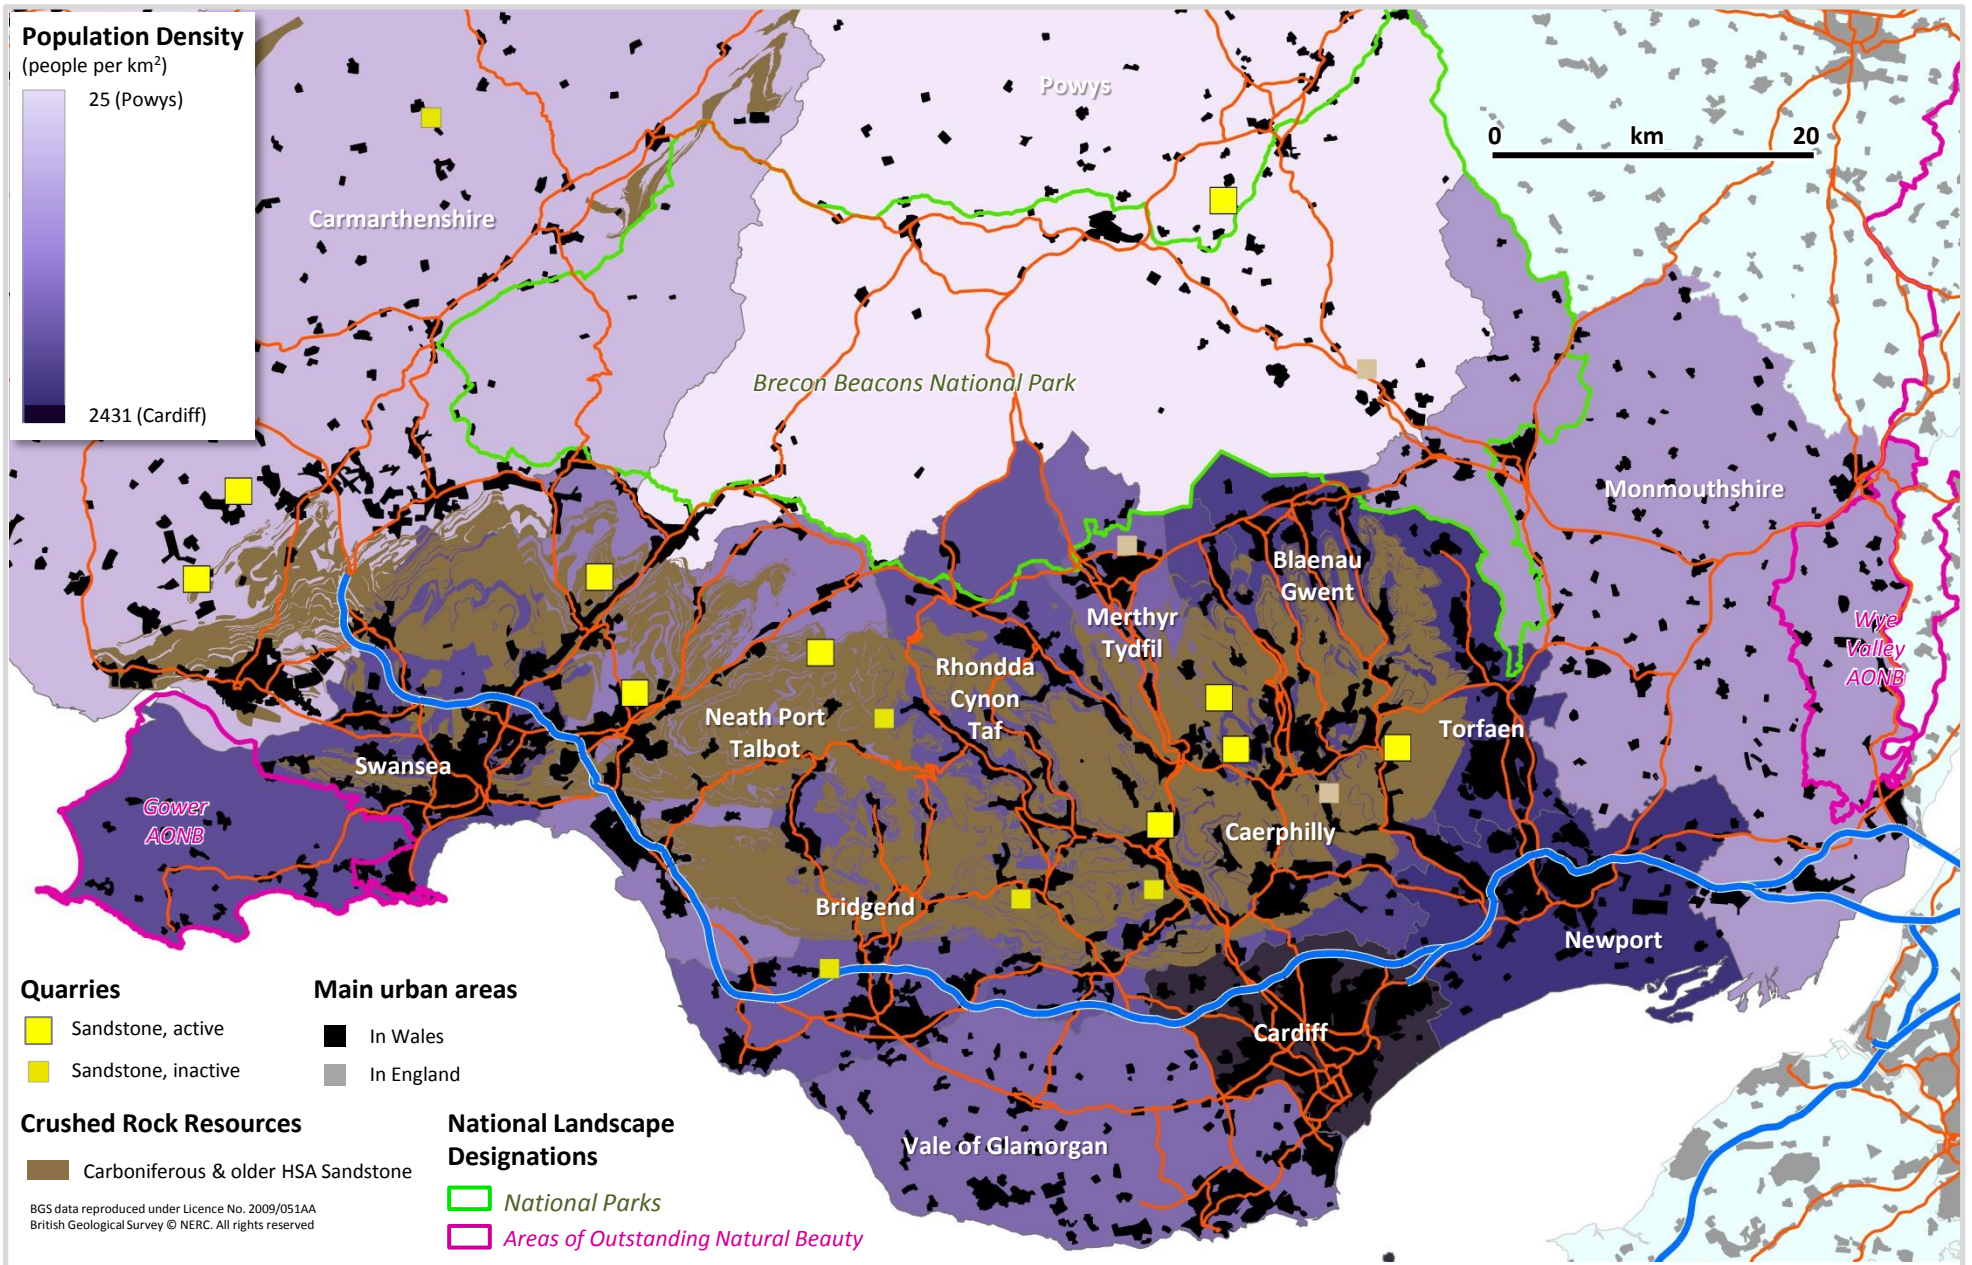 Population Density
(people per km²)
25 (Powys)
2431 (Cardiff)
Powys
0 km 20
Carmarthenshire
Brecon Beacons National Park
Monmouthshire
Blaenau
Gwent
Merthyr
Tydfil
Wye
Valley
AONB
Rhondda
Cynon
Taf
Neath Port
Talbot
Torfaen
Swansea
Gower
AONB
Caerphilly
Bridgend
Newport
Cardiff
Vale of Glamorgan
Quarries
Sandstone, active
Sandstone, inactive
Main urban areas
In Wales
In England
Crushed Rock Resources
Carboniferous & older HSA Sandstone
BGS data reproduced under Licence No. 2009/051AA
British Geological Survey © NERC. All rights reserved
National Landscape
Designations
National Parks
Areas of Outstanding Natural Beauty